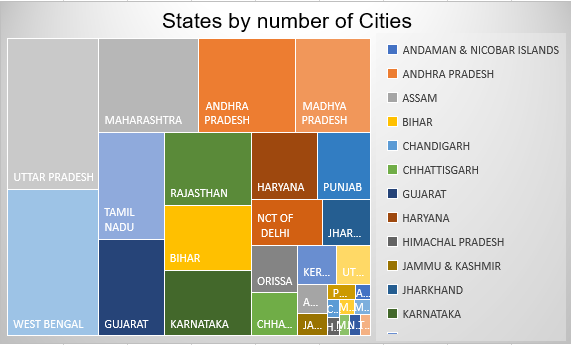 States by number of Cities
UTTAR PRADESH
WEST BENGAL
MAHARASHTRA
ANDHRA
PRADESH
MADHYA
PRADESH
TAMIL
NADU
GUJARAT
RAJASTHAN
BIHAR
KARNATAKA
HARYANA
PUNJAB
NCT OF
DELHI
JHAR...
ORISSA
KER...
UT...
CHHA...
A...
JA...
P...
A...
C...
M...
M...
H...
M...
N...
J...
T...
ANDAMAN & NICOBAR ISLANDS
ANDHRA PRADESH
ASSAM
BIHAR
CHANDIGARH
CHHATTISGARH
GUJARAT
HARYANA
HIMACHAL PRADESH
JAMMU & KASHMIR
JHARKHAND
KARNATAKA